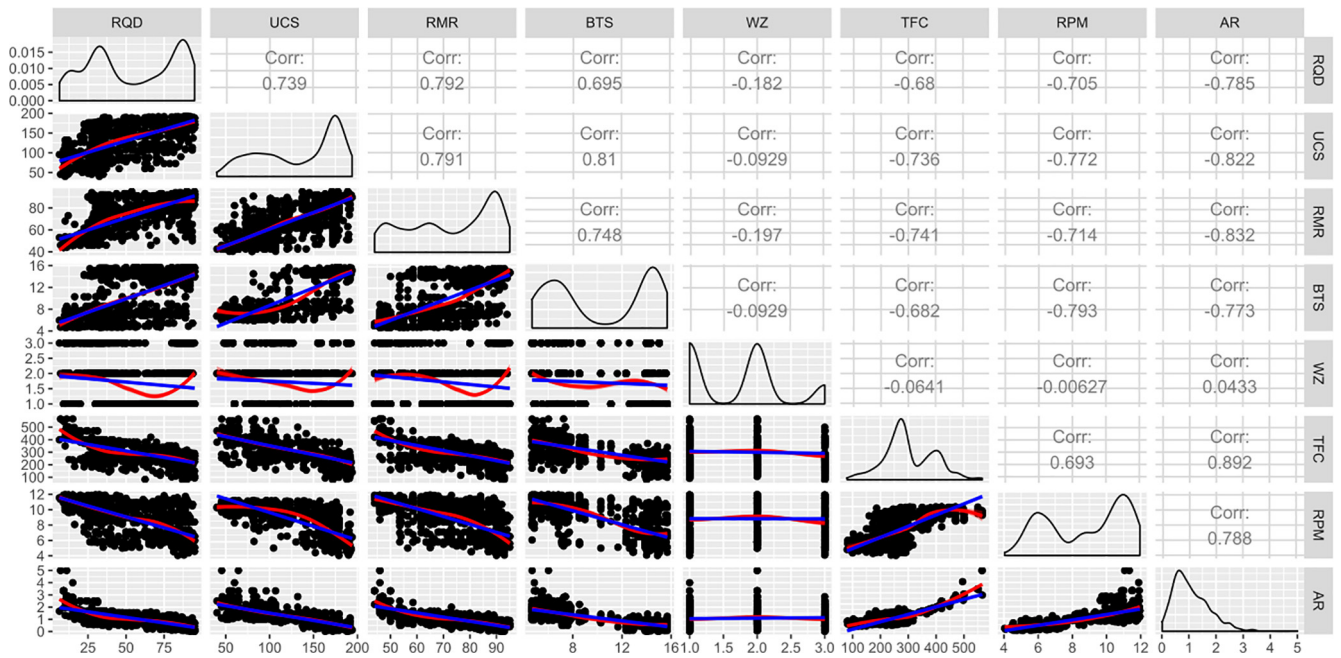 RQD UCS RMR BTS WZ TFC RPM AR
0.015 Corr: Corr: Corr: Corr: Corr: Corr: Corr: RQD
0.010
0.005 0.739 0.792 0.695 -0.182 -0.68 -0.705 -0.785
0.000
200 Corr: Corr: Corr: Corr: Corr: Corr: UCS
150
100 0.791 0.81 -0.0929 -0.736 -0.772 -0.822
50
80 Corr: Corr: Corr: Corr: Corr: RMR
60 0.748 -0.197 -0.741 -0.714 -0.832
40
16 Corr: Corr: Corr: Corr: BTS
12
8 -0.0929 -0.682 -0.793 -0.773
4
3.0 Corr: Corr: Corr: WZ
2.5
2.0 -0.0641 -0.00627 0.0433
1.5
1.0
500 Corr: Corr: TFC
400
300 0.693 0.892
200
100
12 Corr: RPM
10
8 0.788
6
4
5 AR
4
3
2
1
0
25 50 75 50 100 150 200 40 60 80 8 12 16 1.0 1.5 2.0 2.5 3.0 100 200 300 400 500 4 6 8 10 12 0 1 2 3 4 5